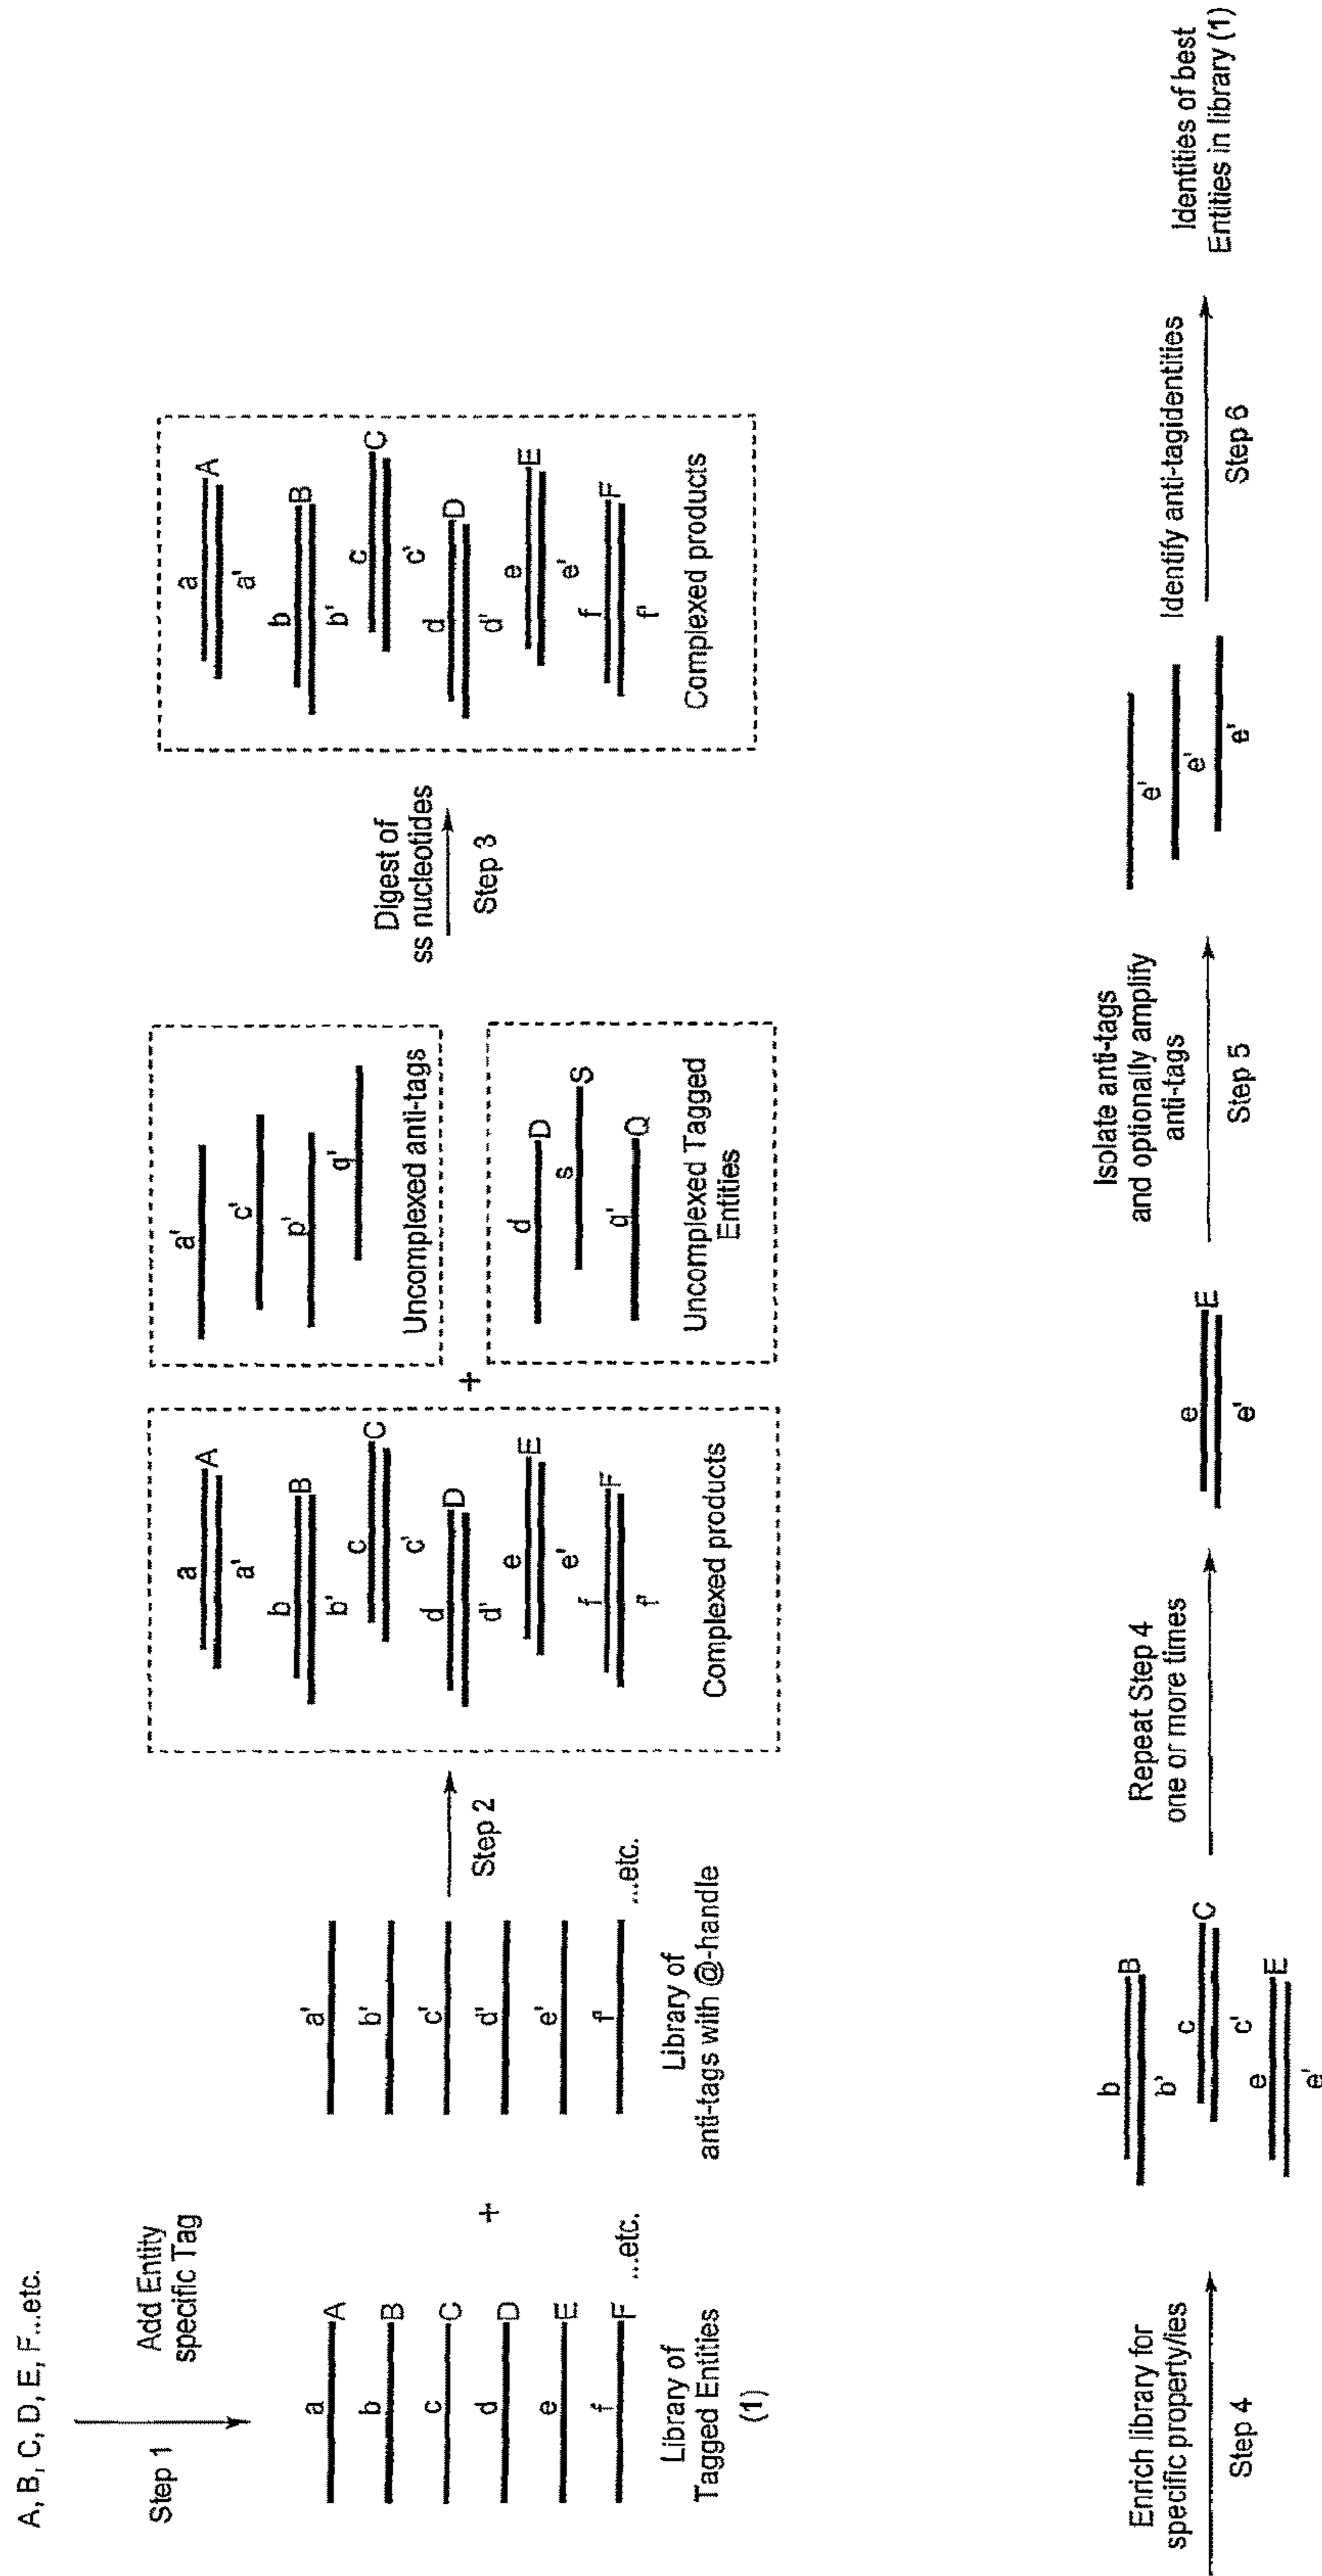 A, B, C, D, E, F...etc.
Step 1
Add Entity
specific Tag
a
A
b
B
c
C
d
D
e
E
f
F
...etc.
Library of
Tagged Entities
(1)
+
a'
b'
c'
d'
e'
f'
...etc.
Library of
anti-tags with @-handle
Step 2
a
A
a'
b
B
b'
c
C
c'
d
D
d'
e
E
e'
f
F
f'
Complexed products
+
a'
c'
p'
q'
Uncomplexed anti-tags
d
D
s
S
q'
Q
Uncomplexed Tagged
Entities
Digest of
ss nucleotides
Step 3
a
A
a'
b
B
b'
c
C
c'
d
D
d'
e
E
e'
f
F
f'
Complexed products
Enrich library for
specific property/ies
Step 4
b
B
b'
c
C
c'
e
E
e'
Repeat Step 4
one or more times
e
E
e'
Isolate anti-tags
and optionally amplify
anti-tags
Step 5
e'
e'
e'
Identify anti-tagidentities
Step 6
Identities of best
Entities in library (1)